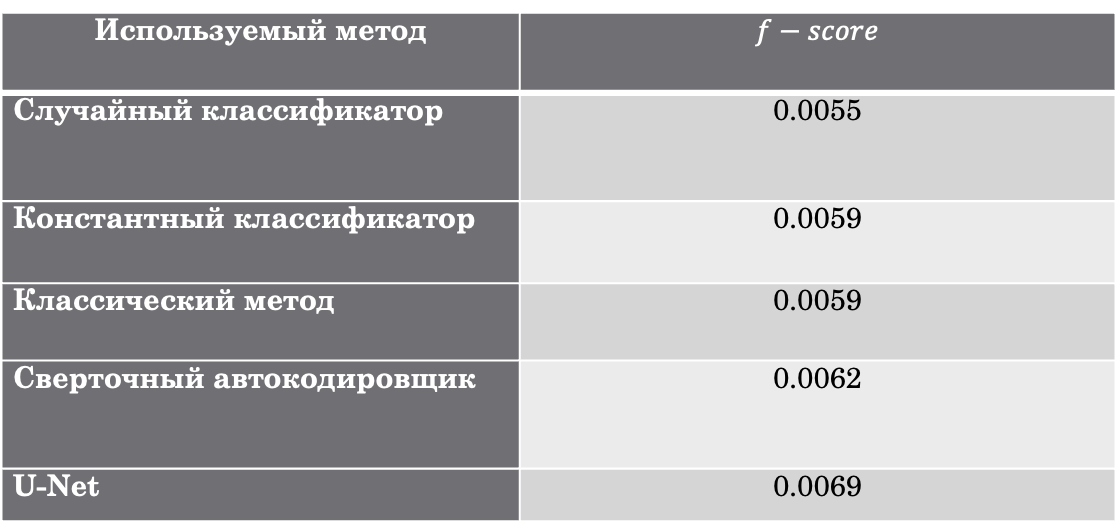 Используемый метод
f − score
Случайный классификатор
0.0055
Константный классификатор
0.0059
Классический метод
0.0059
Сверточный автокодировщик
0.0062
U-Net
0.0069